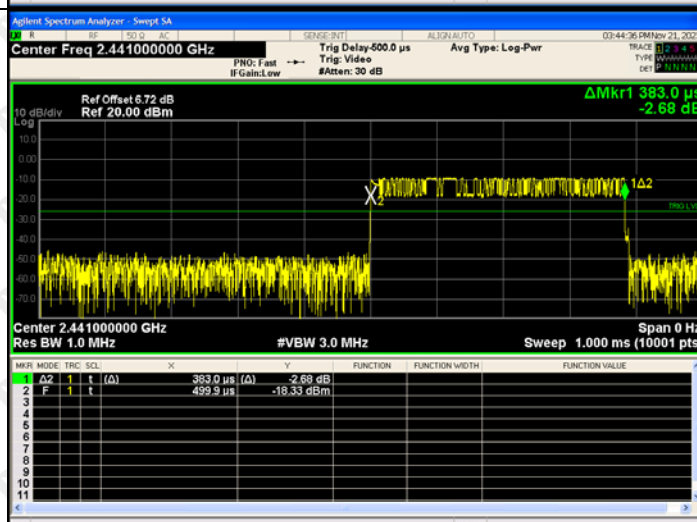 Agilent Spectrum Analyzer - Swept SA
R RF 50 Ω AC SENSE:INT ALIGN AUTO 03:44:36 PM Nov 21, 202
Center Freq 2.441000000 GHz
PNO: Fast
IFGain:Low
Trig Delay-500.0 µs
Trig: Video
#Atten: 30 dB
Avg Type: Log-Pwr
TRACE 1 2 3 4 5
TYPE
DET P N N N N
ΔMkr1 383.0 µs
-2.68 dB
Ref Offset 6.72 dB
10 dB/div Ref 20.00 dBm
Log
10.0
0.00
-10.0
-20.0
-30.0
-40.0
-50.0
-60.0
-70.0
1Δ2
2
TRIG LVL
Center 2.441000000 GHz Span 0 Hz
Res BW 1.0 MHz #VBW 3.0 MHz Sweep 1.000 ms (10001 pts
MKR MODE TRC SCL X Y FUNCTION FUNCTION WIDTH FUNCTION VALUE
1 Δ2 1 t (Δ) 383.0 µs (Δ) -2.68 dB
2 F 1 t 499.9 µs -18.33 dBm
3
4
5
6
7
8
9
10
11